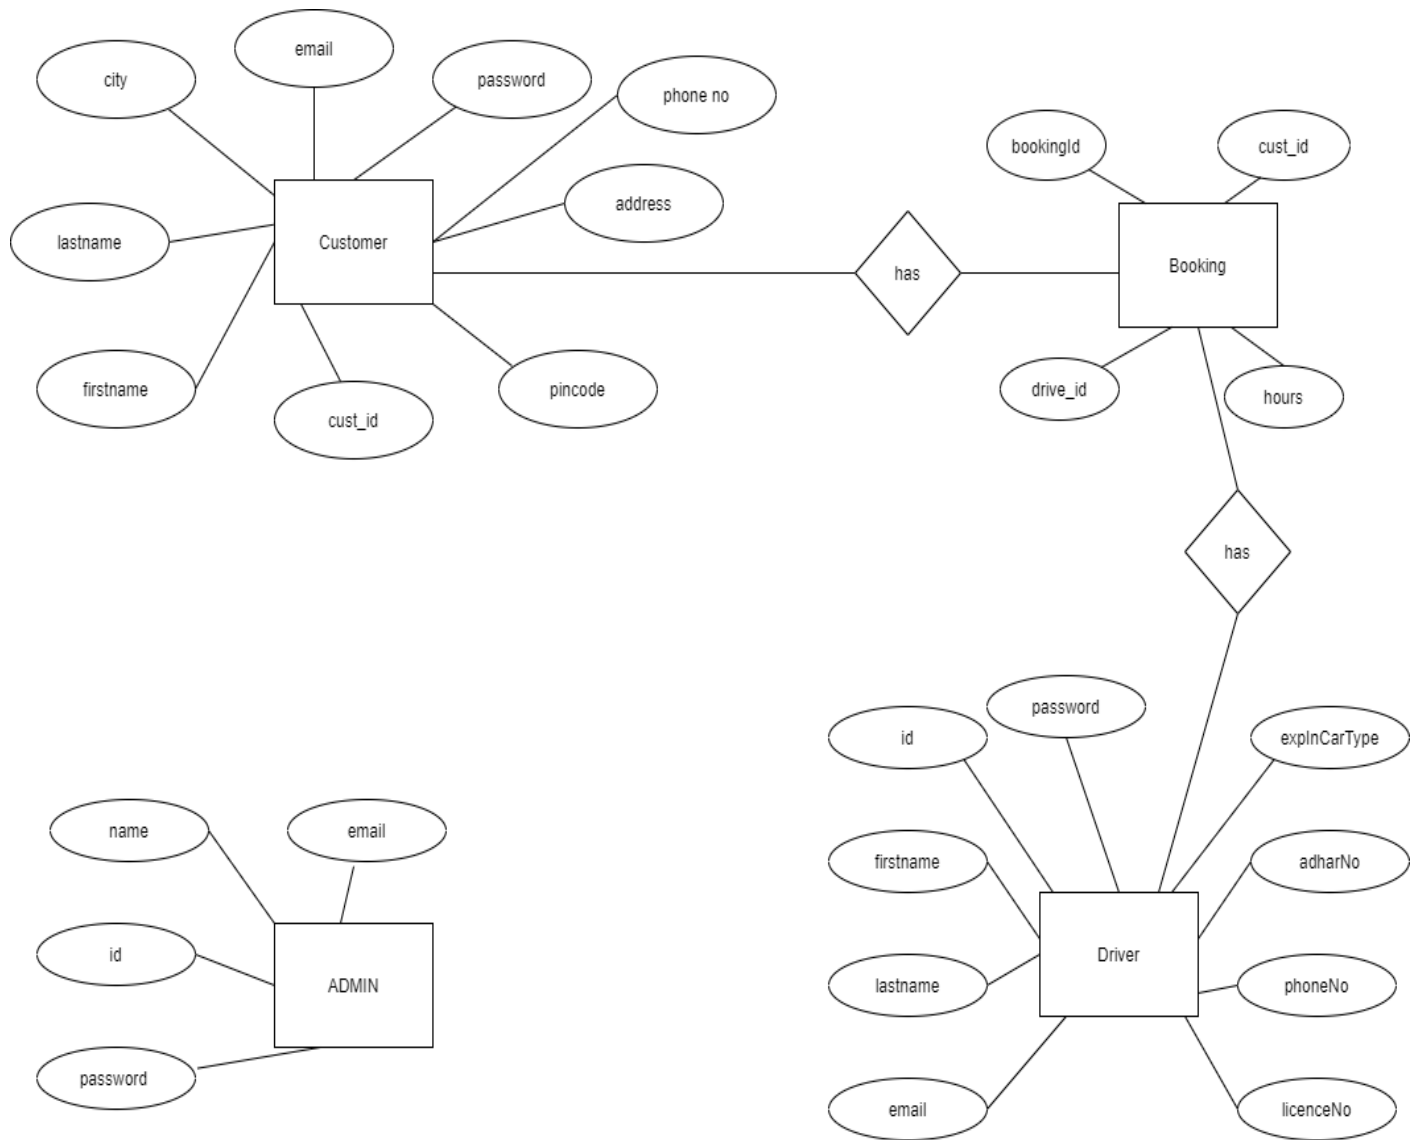 email
city
password
phone no
bookingId
cust_id
address
lastname
Customer
has
Booking
firstname
cust_id
pincode
drive_id
hours
has
id
password
expInCarType
name
email
firstname
adharNo
id
ADMIN
Driver
lastname
phoneNo
password
email
licenceNo